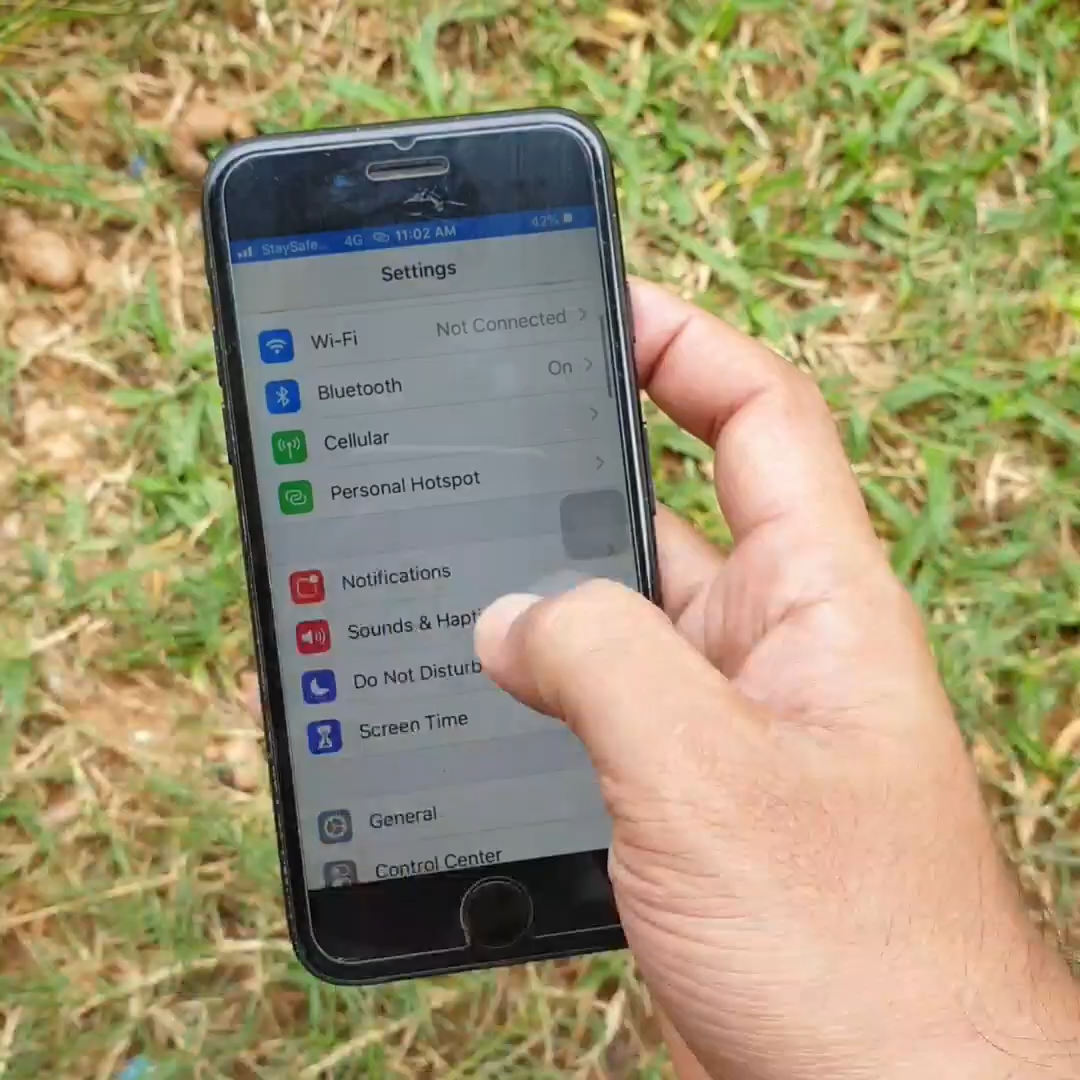 StaySafe... 4G 11:02 AM 42%
Settings
Wi-Fi Not Connected
Bluetooth On
Cellular
Personal Hotspot
Notifications
Sounds & Hapti
Do Not Disturb
Screen Time
General
Control Center